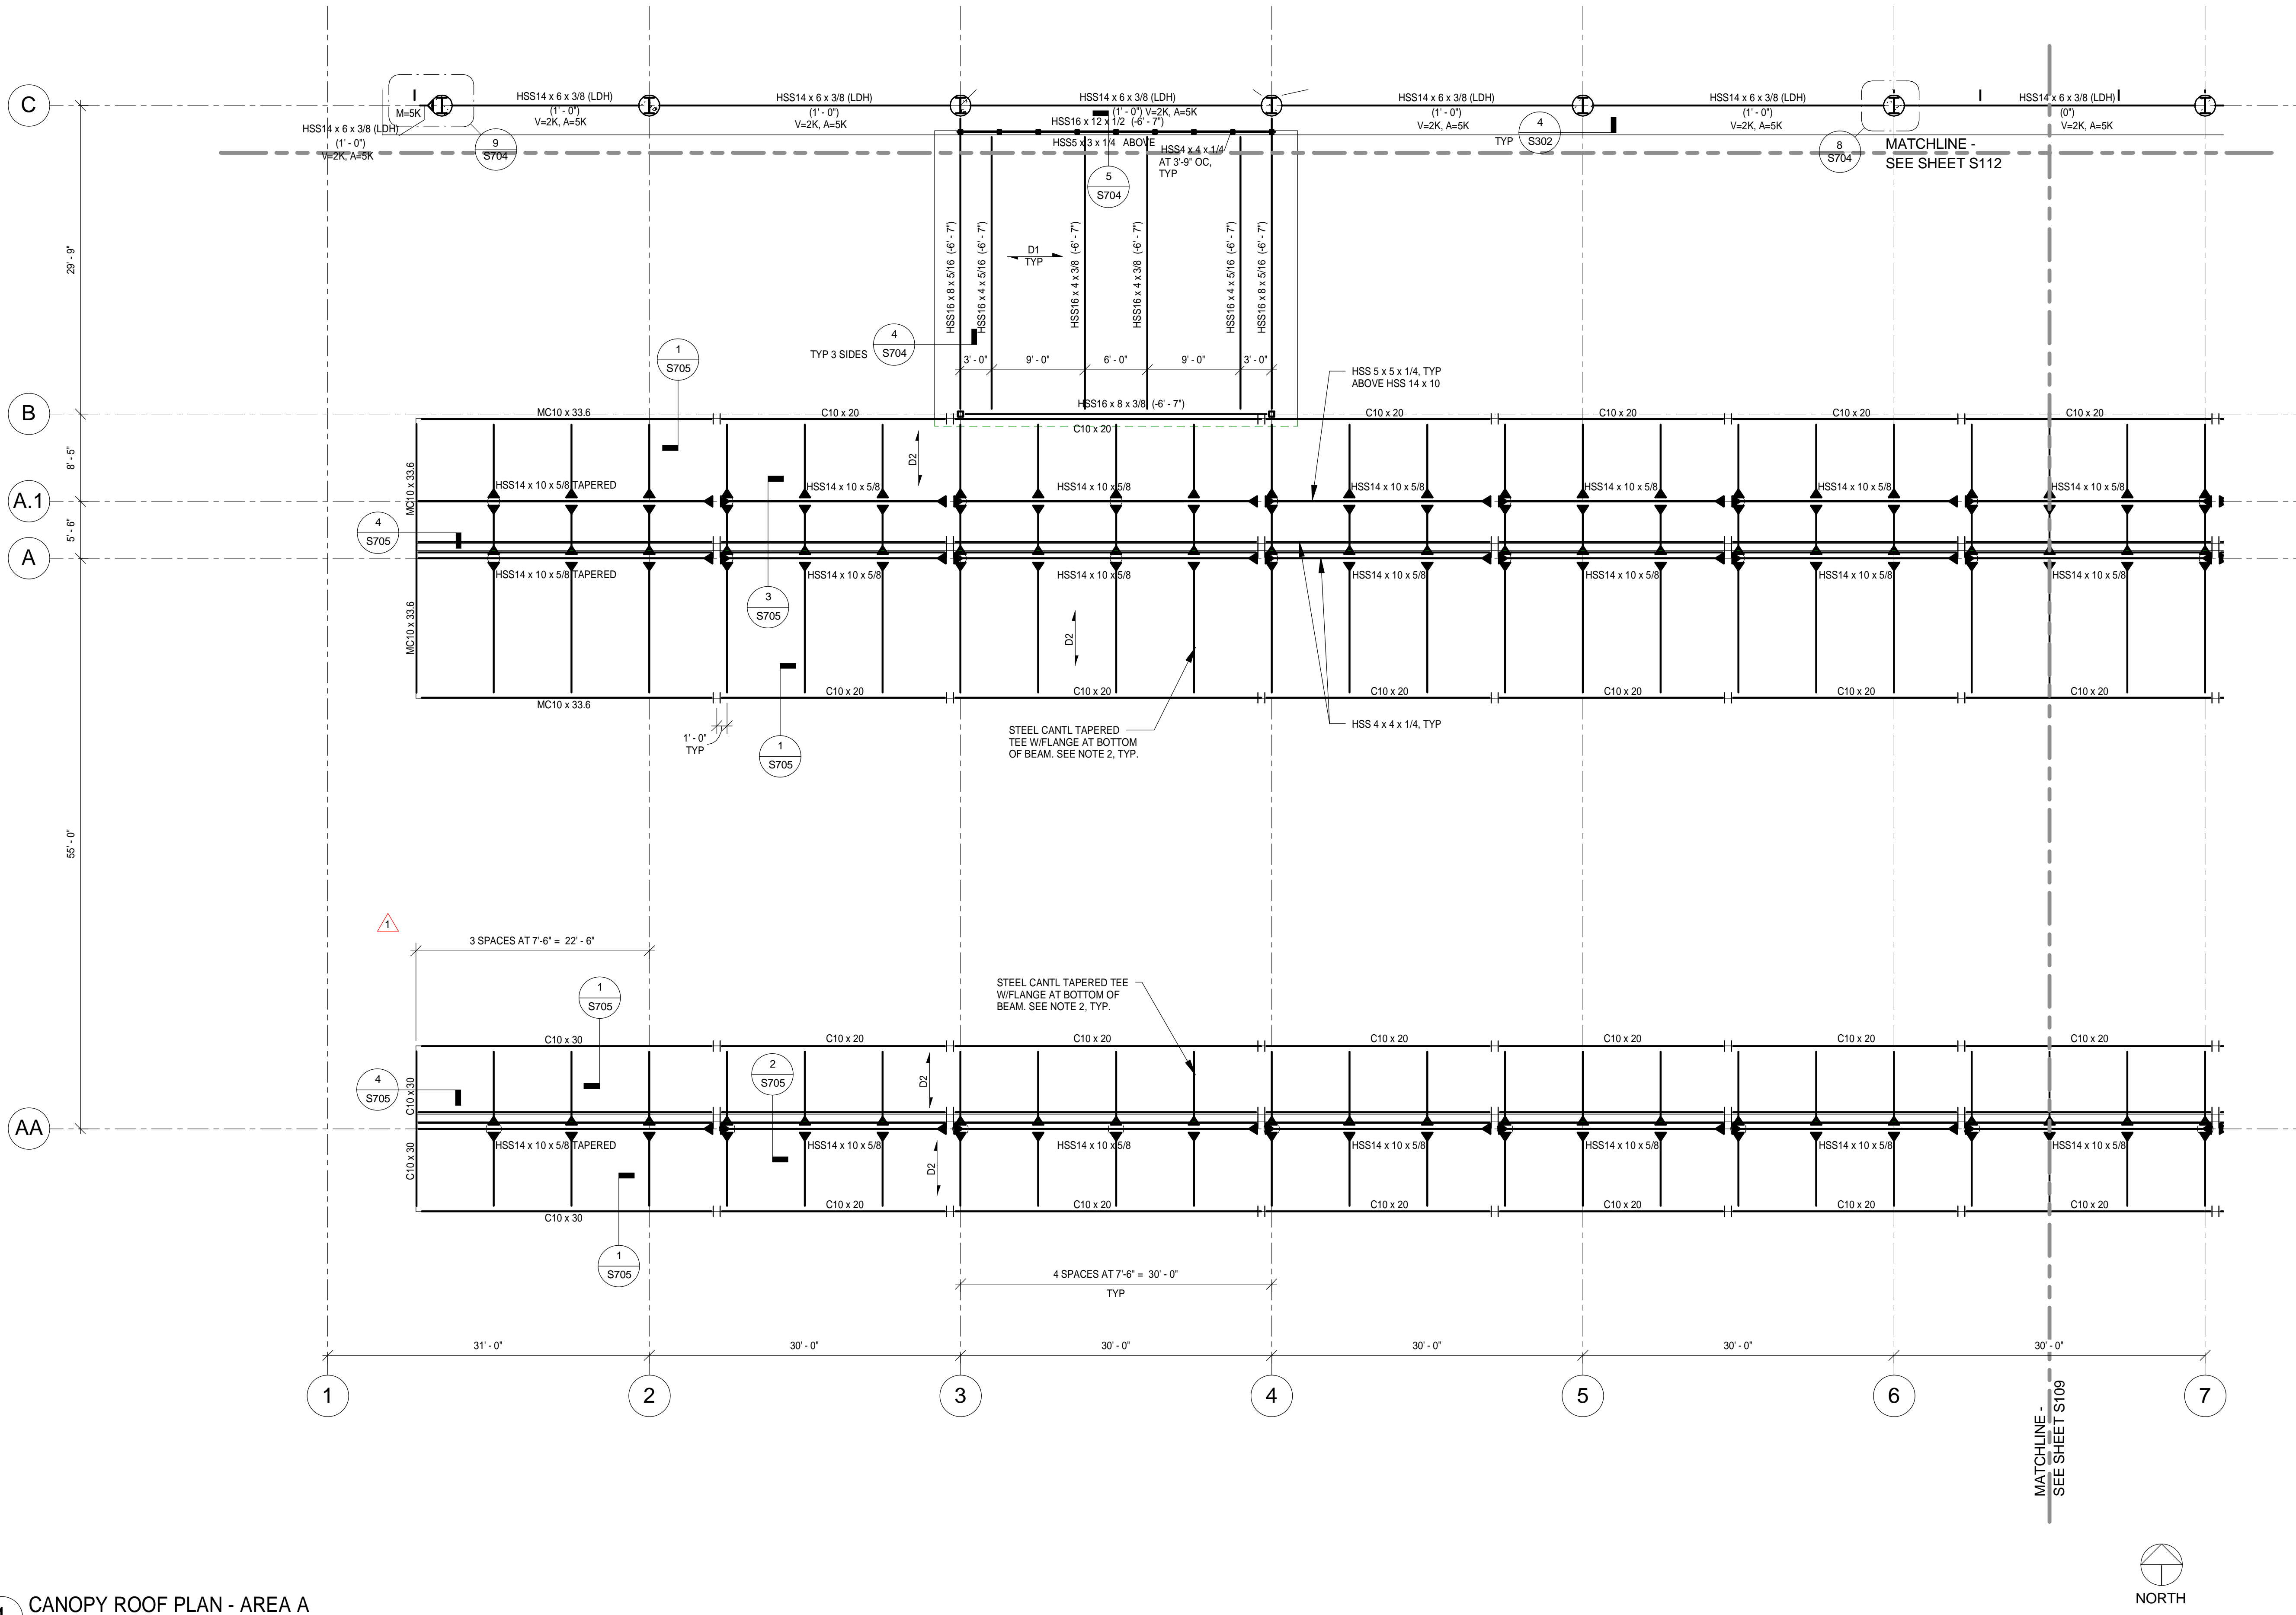 C
HSS14 x 6 x 3/8 (LDH)
(1' - 0")
V=2K, A=5K
HSS14 x 6 x 3/8 (LDH)
(1' - 0")
V=2K, A=5K
HSS14 x 6 x 3/8 (LDH)
(1' - 0") V=2K, A=5K
HSS16 x 12 x 1/2 (-6' - 7")
HSS5 x 3 x 1/4 ABOVE
HSS14 x 6 x 3/8 (LDH)
(1' - 0")
V=2K, A=5K
HSS14 x 6 x 3/8 (LDH)
(1' - 0")
V=2K, A=5K
HSS14 x 6 x 3/8 (LDH)
(0")
V=2K, A=5K
M=5K
HSS14 x 6 x 3/8 (LDH)
(1' - 0")
V=2K, A=5K
9
S704
HSS4 x 4 x 1/4
AT 3'-9" OC,
TYP
5
S704
TYP
4
S302
8
S704
MATCHLINE -
SEE SHEET S112
29' - 9"
D1
TYP
HSS16 x 8 x 5/16 (-6' - 7")
HSS16 x 4 x 5/16 (-6' - 7")
HSS16 x 4 x 3/8 (-6' - 7")
HSS16 x 4 x 3/8 (-6' - 7")
HSS16 x 4 x 5/16 (-6' - 7")
HSS16 x 8 x 5/16 (-6' - 7")
1
S705
TYP 3 SIDES
4
S704
3' - 0"
9' - 0"
6' - 0"
9' - 0"
3' - 0"
HSS 5 x 5 x 1/4, TYP
ABOVE HSS 14 x 10
B
MC10 x 33.6
C10 x 20
HSS16 x 8 x 3/8 (-6' - 7")
C10 x 20
C10 x 20
C10 x 20
C10 x 20
C10 x 20
8' - 5"
D2
MC10 x 33.6
HSS14 x 10 x 5/8 TAPERED
HSS14 x 10 x 5/8
HSS14 x 10 x 5/8
HSS14 x 10 x 5/8
HSS14 x 10 x 5/8
HSS14 x 10 x 5/8
HSS14 x 10 x 5/8
A.1
5' - 6"
4
S705
A
HSS14 x 10 x 5/8 TAPERED
HSS14 x 10 x 5/8
HSS14 x 10 x 5/8
HSS14 x 10 x 5/8
HSS14 x 10 x 5/8
HSS14 x 10 x 5/8
HSS14 x 10 x 5/8
3
S705
MC10 x 33.6
D2
MC10 x 33.6
C10 x 20
C10 x 20
C10 x 20
C10 x 20
C10 x 20
C10 x 20
1' - 0"
TYP
1
S705
STEEL CANTL TAPERED
TEE W/FLANGE AT BOTTOM
OF BEAM. SEE NOTE 2, TYP.
HSS 4 x 4 x 1/4, TYP
55' - 0"
1
3 SPACES AT 7'-6" = 22' - 6"
1
S705
STEEL CANTL TAPERED TEE
W/FLANGE AT BOTTOM OF
BEAM. SEE NOTE 2, TYP.
C10 x 30
C10 x 20
C10 x 20
C10 x 20
C10 x 20
C10 x 20
C10 x 20
4
S705
C10 x 30
2
S705
D2
AA
HSS14 x 10 x 5/8 TAPERED
HSS14 x 10 x 5/8
HSS14 x 10 x 5/8
HSS14 x 10 x 5/8
HSS14 x 10 x 5/8
HSS14 x 10 x 5/8
HSS14 x 10 x 5/8
C10 x 30
D2
C10 x 30
C10 x 20
C10 x 20
C10 x 20
C10 x 20
C10 x 20
C10 x 20
1
S705
4 SPACES AT 7'-6" = 30' - 0"
TYP
31' - 0"
30' - 0"
30' - 0"
30' - 0"
30' - 0"
30' - 0"
1
2
3
4
5
6
7
MATCHLINE -
SEE SHEET S109
NORTH
CANOPY ROOF PLAN - AREA A